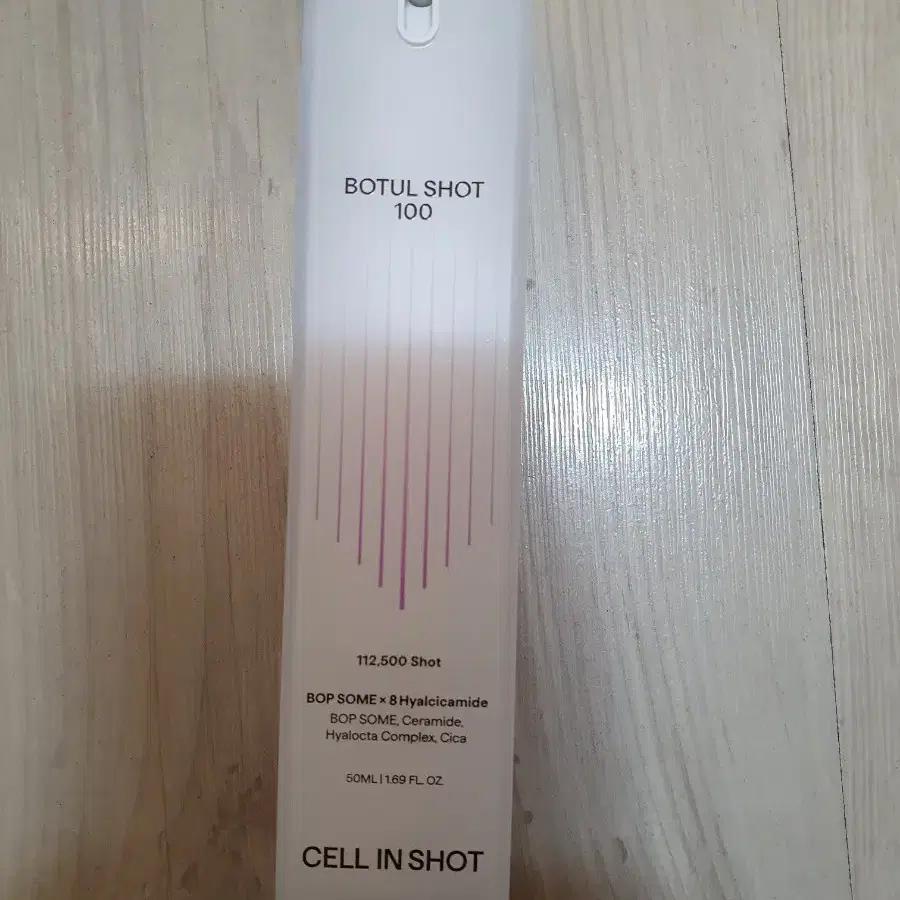 BOTUL SHOT
100
112,500 Shot
BOP SOME × 8 Hyalcicamide
BOP SOME, Ceramide,
Hyalocta Complex, Cica
50ML | 1.69 FL. OZ
CELL IN SHOT